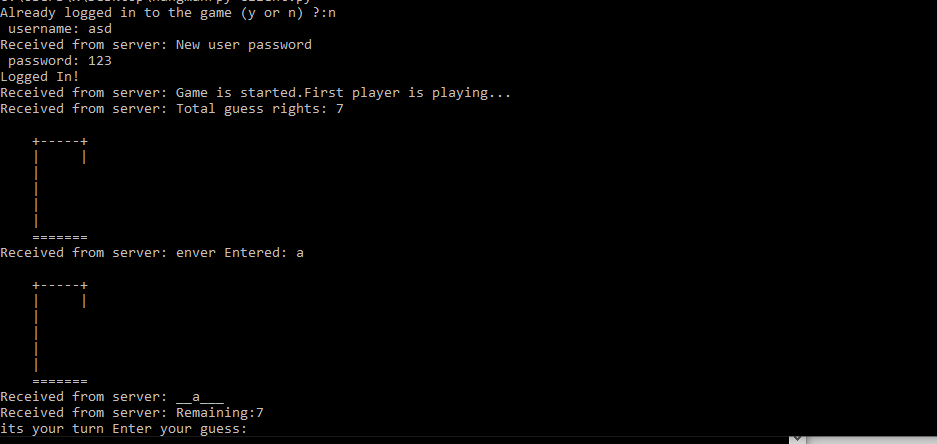 Already logged in to the game (y or n) ?:n
 username: asd
Received from server: New user password
 password: 123
Logged In!
Received from server: Game is started.First player is playing...
Received from server: Total guess rights: 7

    +-----+
    |     |
    |
    |
    |
    |
    =======
Received from server: enver Entered: a

    +-----+
    |     |
    |
    |
    |
    |
    =======
Received from server: __a___
Received from server: Remaining:7
its your turn Enter your guess: